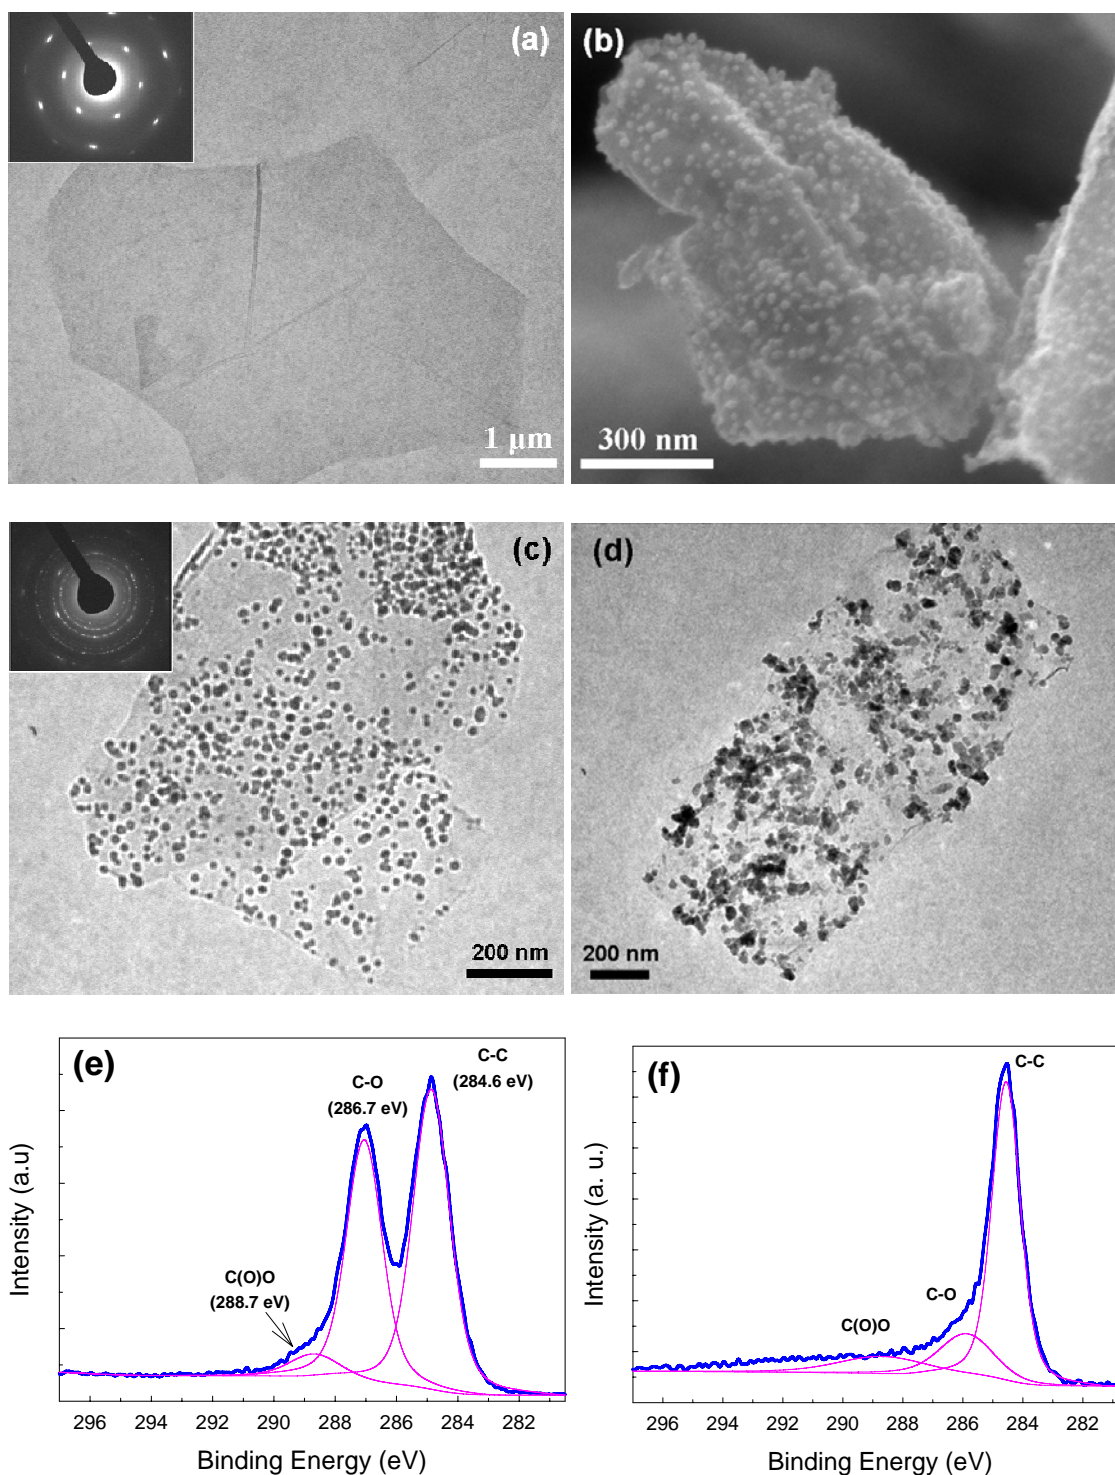 (a)
1 μm
(b)
300 nm
(c)
200 nm
(d)
200 nm
(e)
C-C
(284.6 eV)
C-O
(286.7 eV)
C(O)O
(288.7 eV)
Intensity (a.u)
296 294 292 290 288 286 284 282
Binding Energy (eV)
(f)
C-C
C-O
C(O)O
Intensity (a. u.)
296 294 292 290 288 286 284 282
Binding Energy (eV)